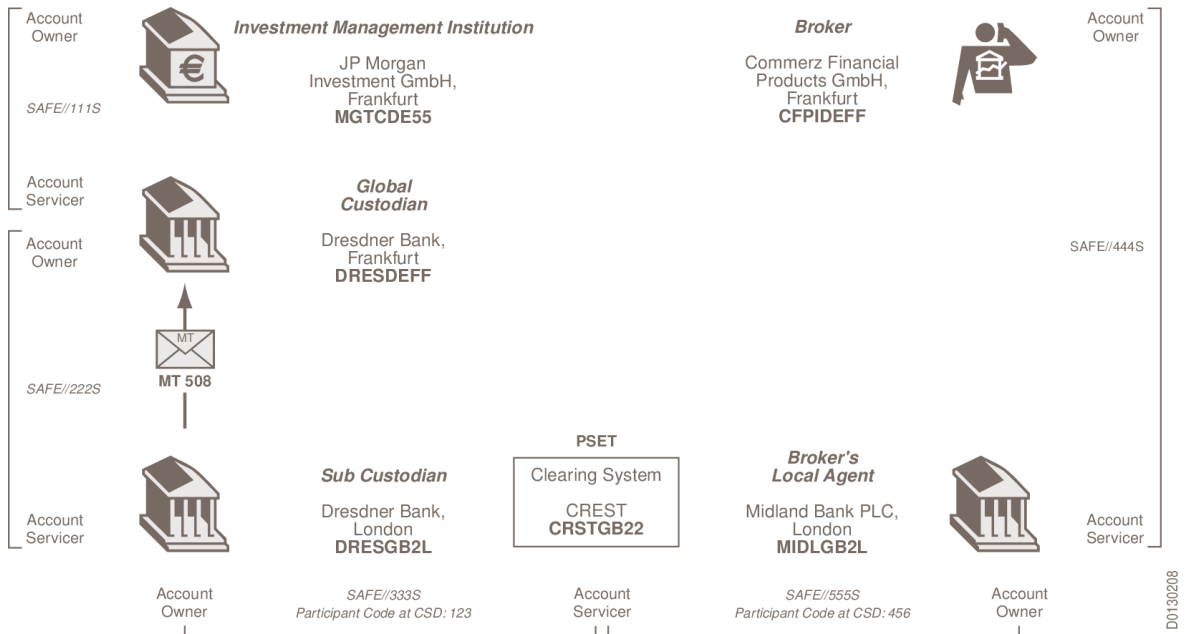 Account
Owner
Investment Management Institution
Broker
Account
Owner
JP Morgan
Investment GmbH,
Frankfurt
MGTCDE55
Commerz Financial
Products GmbH,
Frankfurt
CFPIDEFF
€
SAFE//111S
Account
Servicer
Global
Custodian
Account
Owner
Dresdner Bank,
Frankfurt
DRESDEFF
SAFE//444S
MT
MT 508
SAFE//222S
PSET
Sub Custodian
Clearing System
Broker's
Local Agent
Account
Servicer
Dresdner Bank,
London
DRESGB2L
CREST
CRSTGB22
Midland Bank PLC,
London
MIDLGB2L
Account
Servicer
Account
Owner
SAFE//333S
Participant Code at CSD: 123
Account
Servicer
SAFE//555S
Participant Code at CSD: 456
Account
Owner
D0130208